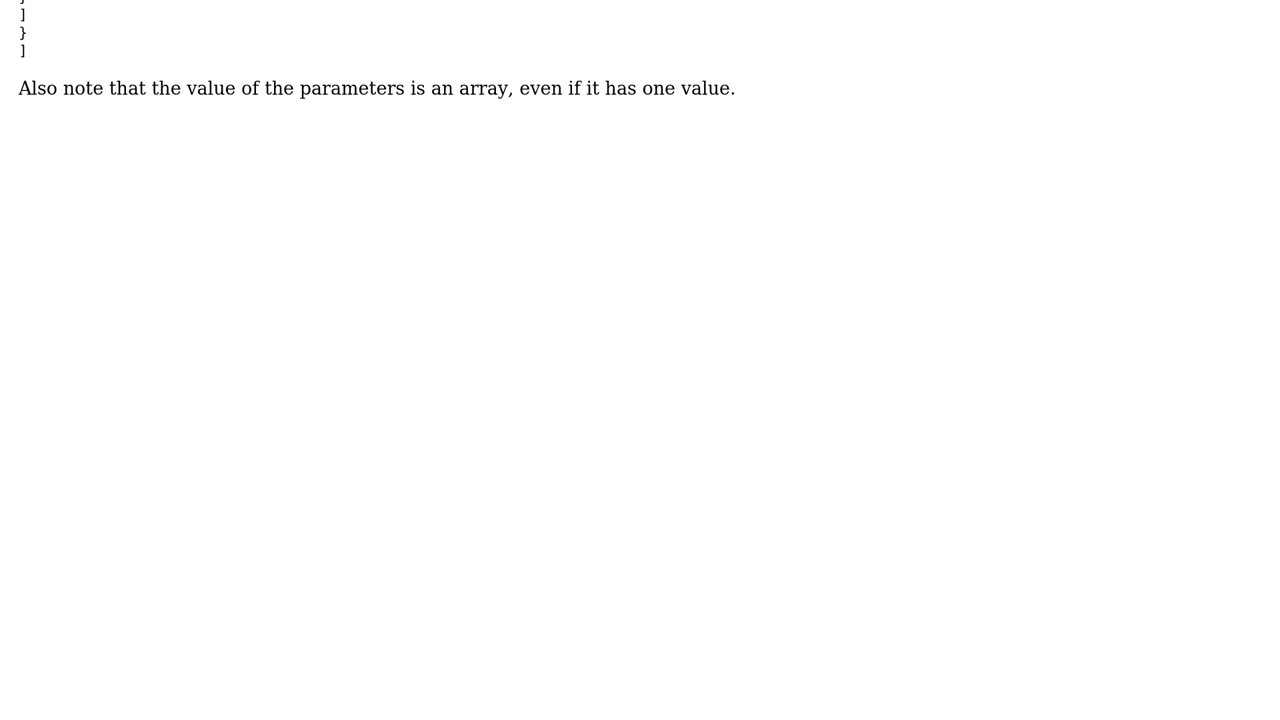 ]
}
]
Also note that the value of the parameters is an array, even if it has one value.